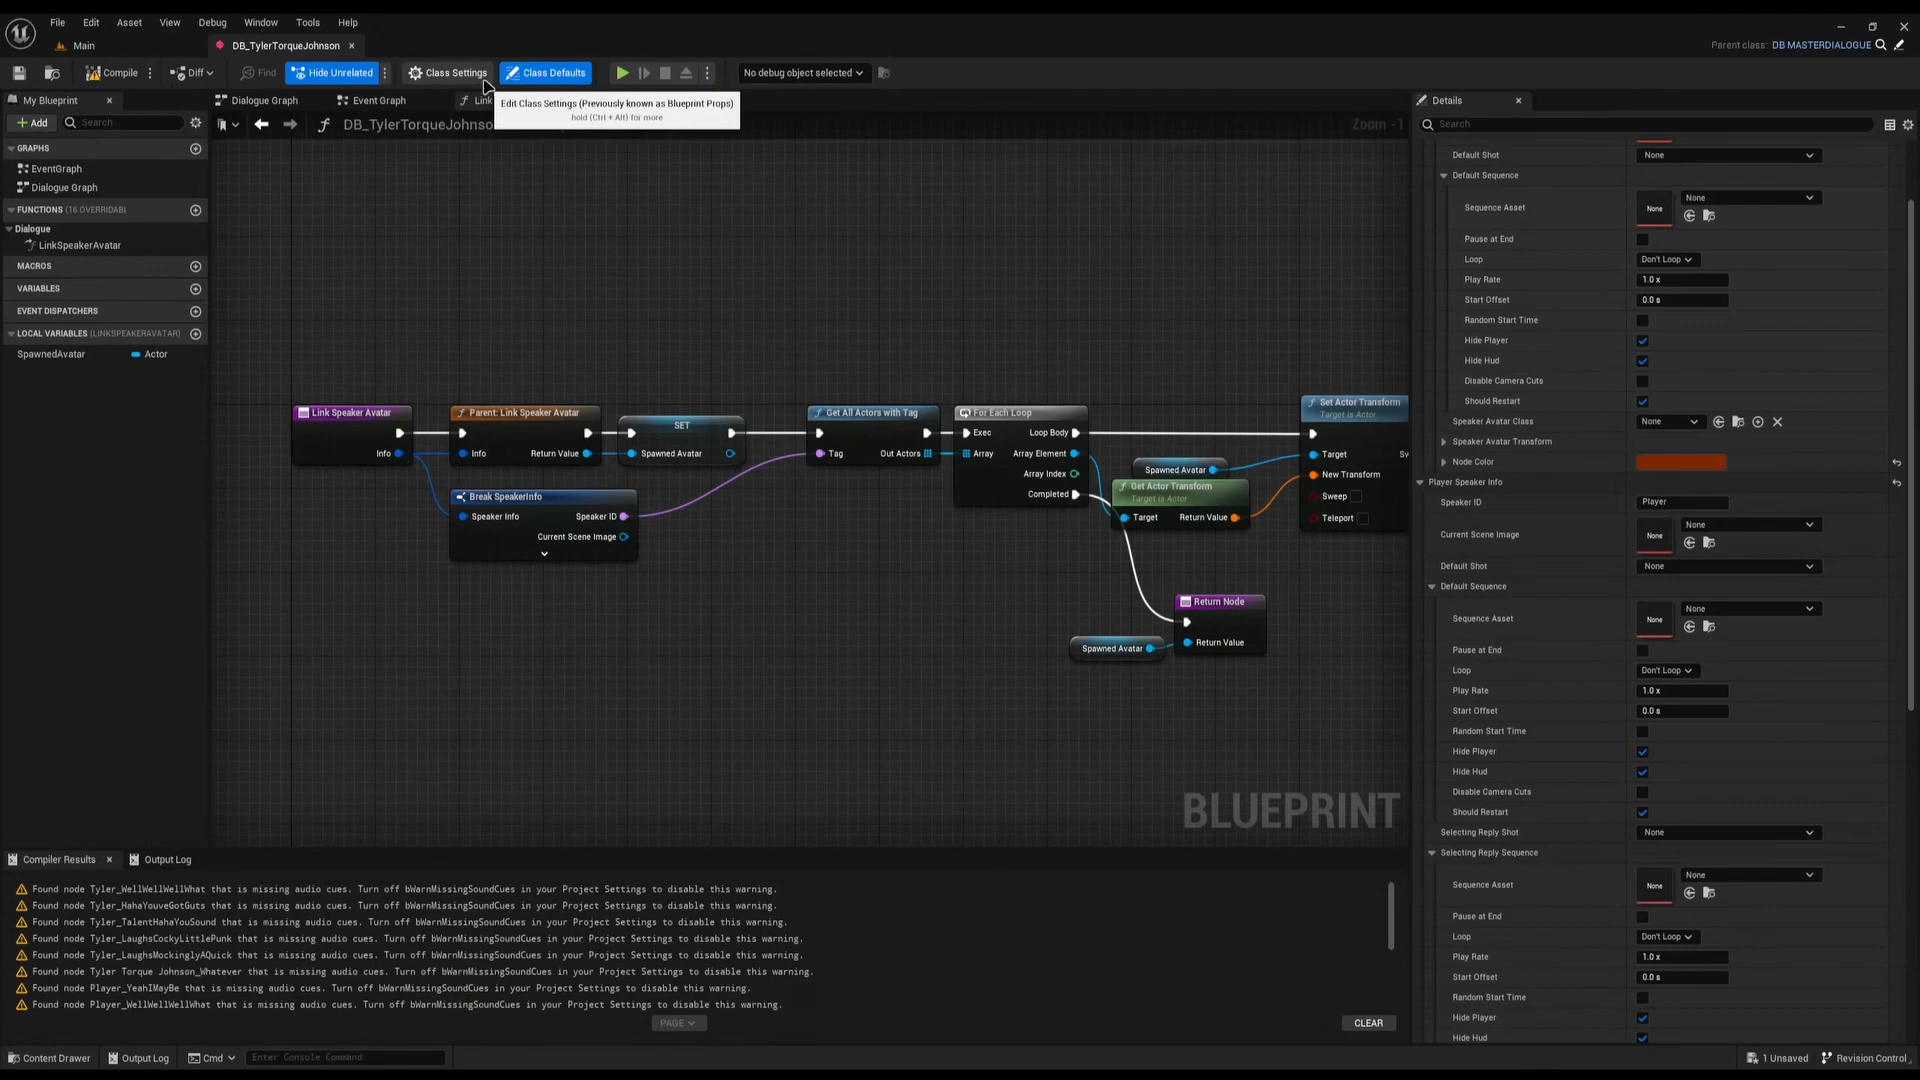 File Edit Asset View Debug Window Tools Help
Main
DB_TylerTorqueJohnson
Parent class: DB MASTERDIALOGUE
Compile
Diff
Find
Hide Unrelated
Class Settings
Class Defaults
No debug object selected
Edit Class Settings (Previously known as Blueprint Props)
hold (Ctrl + Alt) for more
My Blueprint
Add
Search
GRAPHS
EventGraph
Dialogue Graph
FUNCTIONS (16 OVERRIDABL
Dialogue
LinkSpeakerAvatar
MACROS
VARIABLES
EVENT DISPATCHERS
LOCAL VARIABLES (LINKSPEAKERAVATAR)
SpawnedAvatar Actor
Dialogue Graph
Event Graph
Link
DB_TylerTorqueJohnso
Zoom -1
Link Speaker Avatar
Info
Parent: Link Speaker Avatar
Info Return Value
SET
Spawned Avatar
Break SpeakerInfo
Speaker Info Speaker ID
Current Scene Image
Get All Actors with Tag
Tag Out Actors
For Each Loop
Exec Loop Body
Array Array Element
Array Index
Completed
Spawned Avatar
Get Actor Transform
Target is Actor
Target Return Value
Set Actor Transform
Target is Actor
Target Sw
New Transform
Sweep
Teleport
Return Node
Return Value
Spawned Avatar
BLUEPRINT
Compiler Results
Output Log
Found node Tyler_WellWellWellWhat that is missing audio cues. Turn off bWarnMissingSoundCues in your Project Settings to disable this warning.
Found node Tyler_HahaYouveGotGuts that is missing audio cues. Turn off bWarnMissingSoundCues in your Project Settings to disable this warning.
Found node Tyler_TalentHahaYouSound that is missing audio cues. Turn off bWarnMissingSoundCues in your Project Settings to disable this warning.
Found node Tyler_LaughsCockyLittlePunk that is missing audio cues. Turn off bWarnMissingSoundCues in your Project Settings to disable this warning.
Found node Tyler_LaughsMockinglyAQuick that is missing audio cues. Turn off bWarnMissingSoundCues in your Project Settings to disable this warning.
Found node Tyler Torque Johnson_Whatever that is missing audio cues. Turn off bWarnMissingSoundCues in your Project Settings to disable this warning.
Found node Player_YeahIMayBe that is missing audio cues. Turn off bWarnMissingSoundCues in your Project Settings to disable this warning.
Found node Player_WellWellWellWhat that is missing audio cues. Turn off bWarnMissingSoundCues in your Project Settings to disable this warning.
PAGE
CLEAR
Details
Search
Default Shot None
Default Sequence
Sequence Asset None None
Pause at End
Loop Don't Loop
Play Rate 1.0 x
Start Offset 0.0 s
Random Start Time
Hide Player
Hide Hud
Disable Camera Cuts
Should Restart
Speaker Avatar Class None
Speaker Avatar Transform
Node Color
Player Speaker Info
Speaker ID Player
Current Scene Image None None
Default Shot None
Default Sequence
Sequence Asset None None
Pause at End
Loop Don't Loop
Play Rate 1.0 x
Start Offset 0.0 s
Random Start Time
Hide Player
Hide Hud
Disable Camera Cuts
Should Restart
Selecting Reply Shot None
Selecting Reply Sequence
Sequence Asset None None
Pause at End
Loop Don't Loop
Play Rate 1.0 x
Start Offset 0.0 s
Random Start Time
Hide Player
Hide Hud
Content Drawer
Output Log
Cmd
Enter Console Command
1 Unsaved
Revision Control